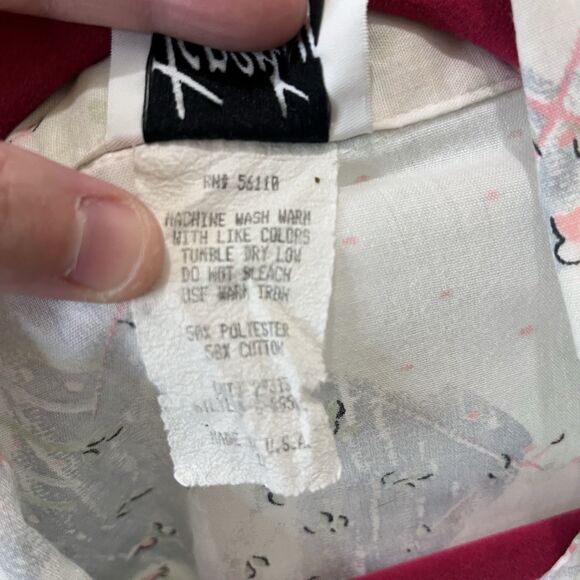 RN# 56110
MACHINE WASH WARM
WITH LIKE COLORS
TUMBLE DRY LOW
DO NOT BLEACH
USE WARM IRON
50% POLYESTER
50% COTTON
CUT
MADE U.S.A.